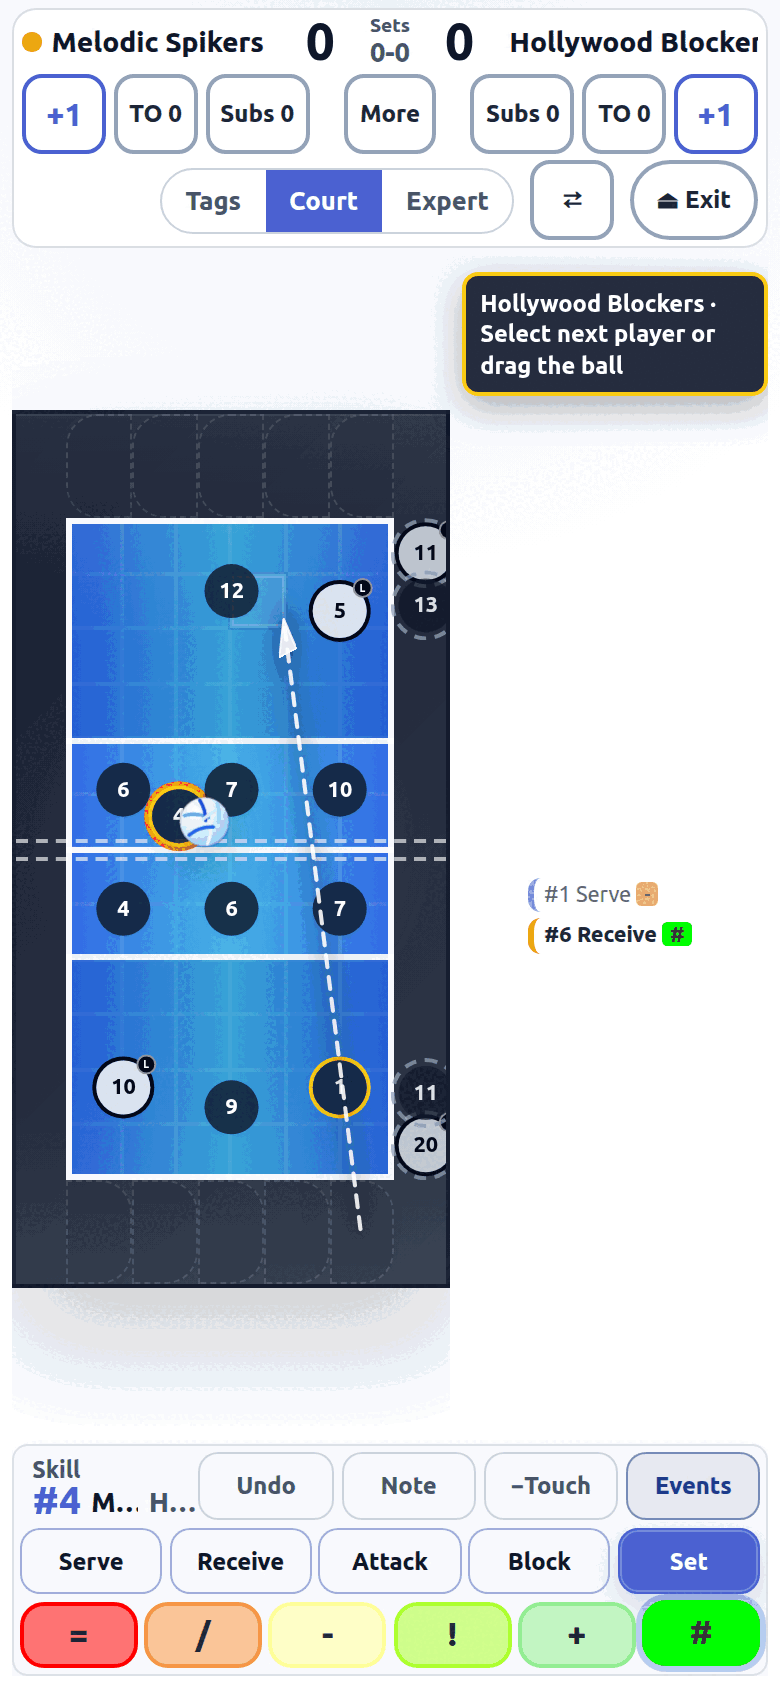 Melodic Spikers 0 Sets 0 Hollywood Blocker
0-0
+1 TO 0 Subs 0 More Subs 0 TO 0 +1
Tags Court Expert ⇄ ⏏ Exit
Hollywood Blockers ·
Select next player or
drag the ball
11
12 L
5 13
6 7 10
4
4 6 7
#1 Serve -
#6 Receive #
L
10 9 1 11
20
Skill
#4 M... H... Undo Note −Touch Events
Serve Receive Attack Block Set
= / - ! + #